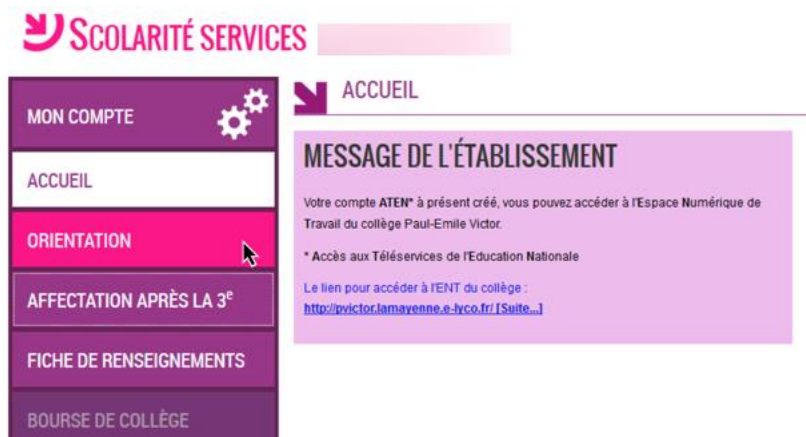 SCOLARITÉ SERVICES
MON COMPTE
ACCUEIL
ORIENTATION
AFFECTATION APRÈS LA 3e
FICHE DE RENSEIGNEMENTS
BOURSE DE COLLÈGE
ACCUEIL
MESSAGE DE L'ÉTABLISSEMENT
Votre compte ATEN* à présent créé, vous pouvez accéder à l'Espace Numérique de
Travail du collège Paul-Emile Victor.
* Accès aux Téléservices de l'Education Nationale
Le lien pour accéder à l'ENT du collège :
http://pvictor.lamayenne.e-lyco.fr/ [Suite...]